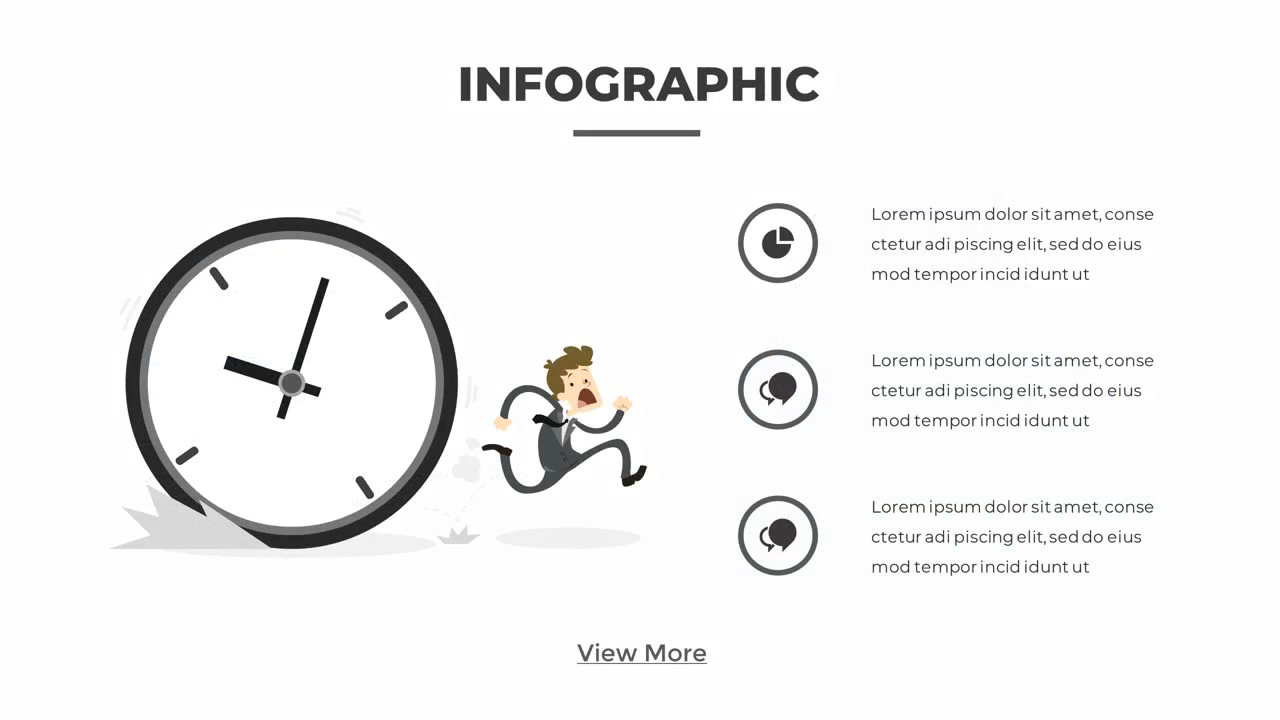 INFOGRAPHIC
Lorem ipsum dolor sit amet, conse
ctetur adi piscing elit, sed do eius
mod tempor incid idunt ut
Lorem ipsum dolor sit amet, conse
ctetur adi piscing elit, sed do eius
mod tempor incid idunt ut
Lorem ipsum dolor sit amet, conse
ctetur adi piscing elit, sed do eius
mod tempor incid idunt ut
View More